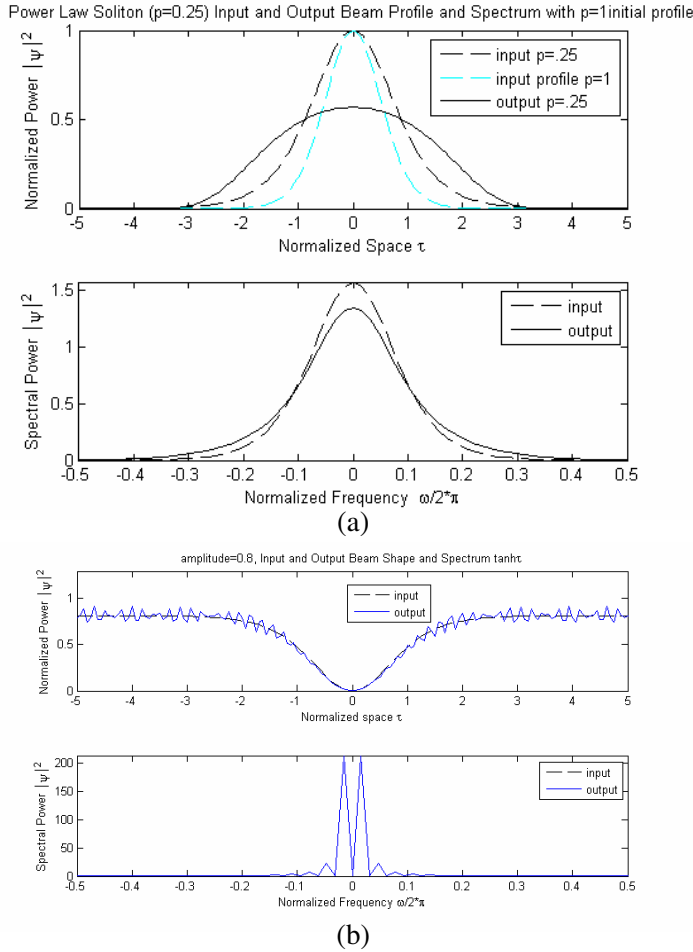 Power Law Soliton (p=0.25) Input and Output Beam Profile and Spectrum with p=1initial profile
Normalized Power |ψ|²
1
0.5
0
input p=.25
input profile p=1
output p=.25
-5 -4 -3 -2 -1 0 1 2 3 4 5
Normalized Space τ
Spectral Power |ψ|²
1.5
1
0.5
0
input
output
-0.5 -0.4 -0.3 -0.2 -0.1 0 0.1 0.2 0.3 0.4 0.5
Normalized Frequency ω/2*π
(a)
amplitude=0.8, Input and Output Beam Shape and Spectrum tanhτ
Normalized Power |ψ|²
1
0.5
0
input
output
-5 -4 -3 -2 -1 0 1 2 3 4 5
Normalized space τ
Spectral Power |ψ|²
200
150
100
50
0
input
output
-0.5 -0.4 -0.3 -0.2 -0.1 0 0.1 0.2 0.3 0.4 0.5
Normalized Frequency ω/2*π
(b)